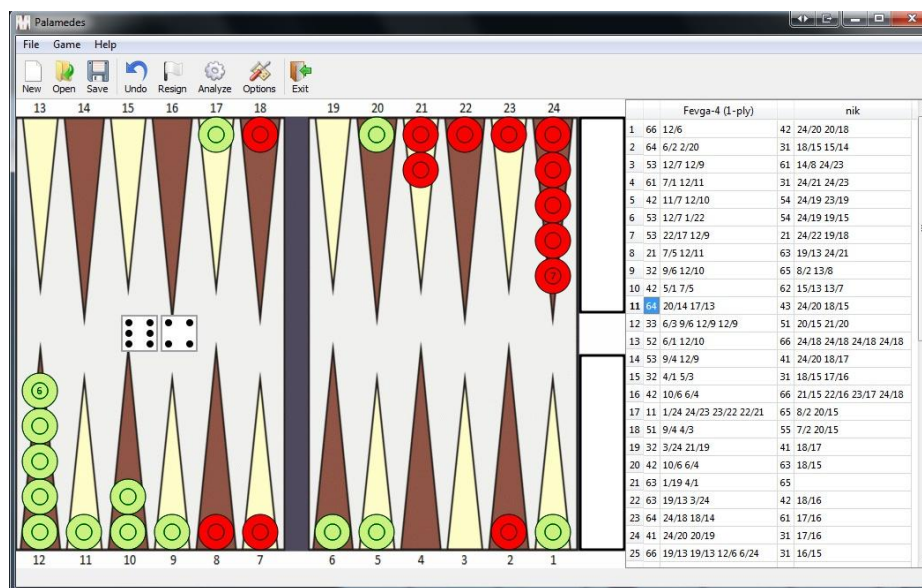 Palamedes
File Game Help
New Open Save Undo Resign Analyze Options Exit
13 14 15 16 17 18 19 20 21 22 23 24
7
6
12 11 10 9 8 7 6 5 4 3 2 1
Fevga-4 (1-ply) nik
1 66 12/6 42 24/20 20/18
2 64 6/2 2/20 31 18/15 15/14
3 53 12/7 12/9 61 14/8 24/23
4 61 7/1 12/11 31 24/21 24/23
5 42 11/7 12/10 54 24/19 23/19
6 53 12/7 1/22 54 24/19 19/15
7 53 22/17 12/9 21 24/22 19/18
8 21 7/5 12/11 63 19/13 24/21
9 32 9/6 12/10 65 8/2 13/8
10 42 5/1 7/5 62 15/13 13/7
11 64 20/14 17/13 43 24/20 18/15
12 33 6/3 9/6 12/9 12/9 51 20/15 21/20
13 52 6/1 12/10 66 24/18 24/18 24/18 24/18
14 53 9/4 12/9 41 24/20 18/17
15 32 4/1 5/3 31 18/15 17/16
16 42 10/6 6/4 66 21/15 22/16 23/17 24/18
17 11 1/24 24/23 23/22 22/21 65 8/2 20/15
18 51 9/4 4/3 55 7/2 20/15
19 32 3/24 21/19 41 18/17
20 42 10/6 6/4 63 18/15
21 63 1/19 4/1 65
22 63 19/13 3/24 42 18/16
23 64 24/18 18/14 61 17/16
24 41 24/20 20/19 31 17/16
25 66 19/13 19/13 12/6 6/24 31 16/15